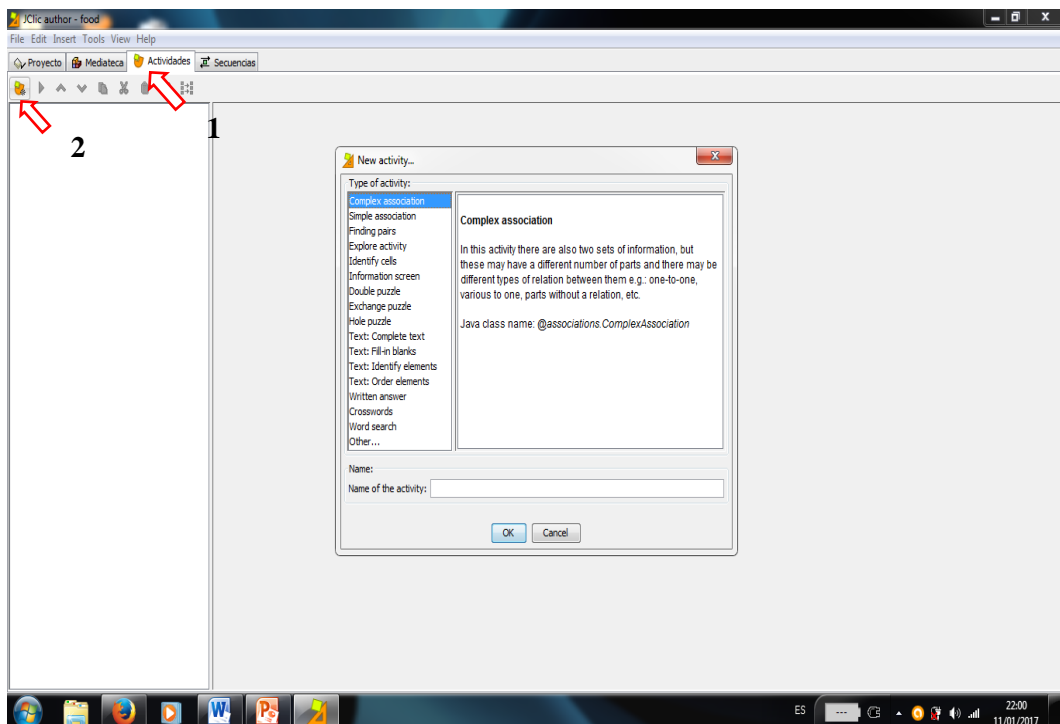 JClic author - food
File Edit Insert Tools View Help
Proyecto Mediateca Actividades Secuencias
1
2
New activity...
Type of activity:
Complex association
Simple association
Finding pairs
Explore activity
Identify cells
Information screen
Double puzzle
Exchange puzzle
Hole puzzle
Text: Complete text
Text: Fill-in blanks
Text: Identify elements
Text: Order elements
Written answer
Crosswords
Word search
Other...
Complex association
In this activity there are also two sets of information, but
these may have a different number of parts and there may be
different types of relation between them e.g.: one-to-one,
various to one, parts without a relation, etc.
Java class name: @associations.ComplexAssociation
Name:
Name of the activity:
OK Cancel
ES
22:00
11/01/2017